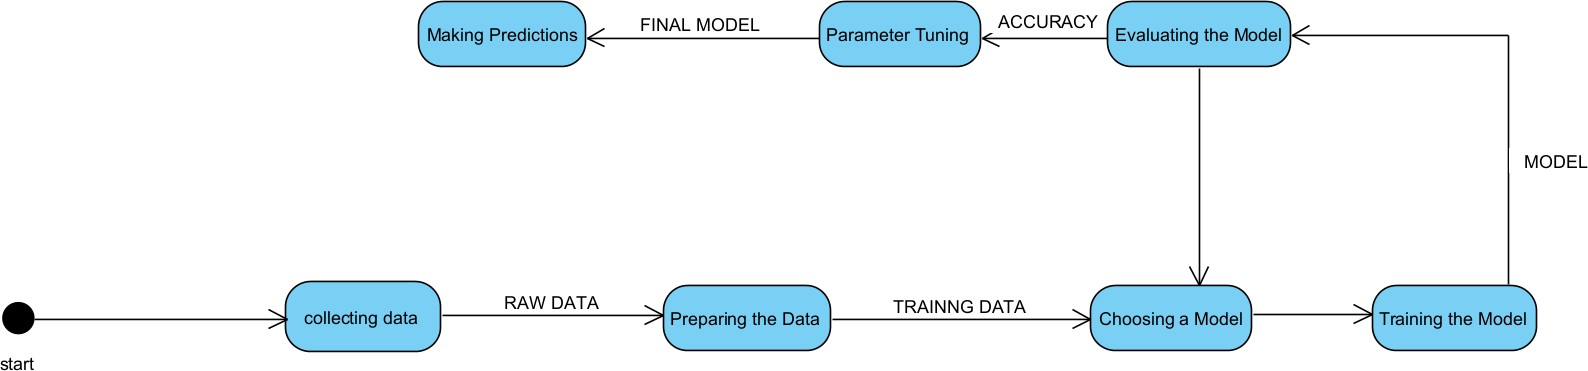 Making Predictions
FINAL MODEL
Parameter Tuning
ACCURACY
Evaluating the Model
MODEL
collecting data
RAW DATA
Preparing the Data
TRAINNG DATA
Choosing a Model
Training the Model
start